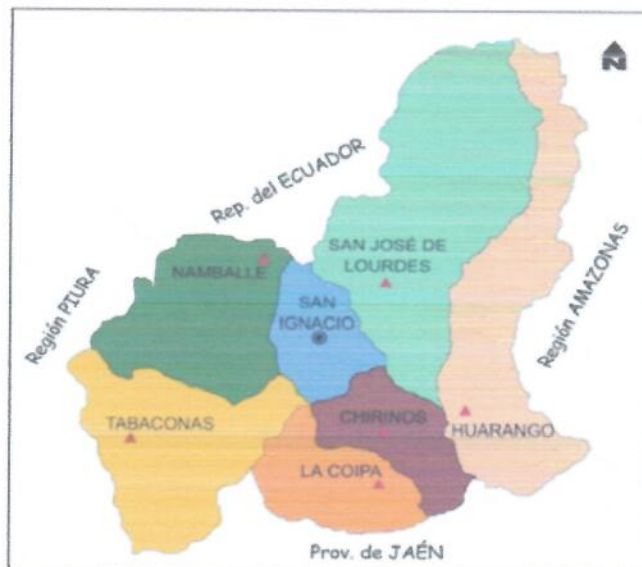 N
Rep. del ECUADOR
SAN JOSÉ DE
LOURDES
NAMBALLE
SAN
IGNACIO
Región PIURA
Región AMAZONAS
TABACONAS
CHIRINOS
HUARANGO
LA COIPA
Prov. de JAÉN